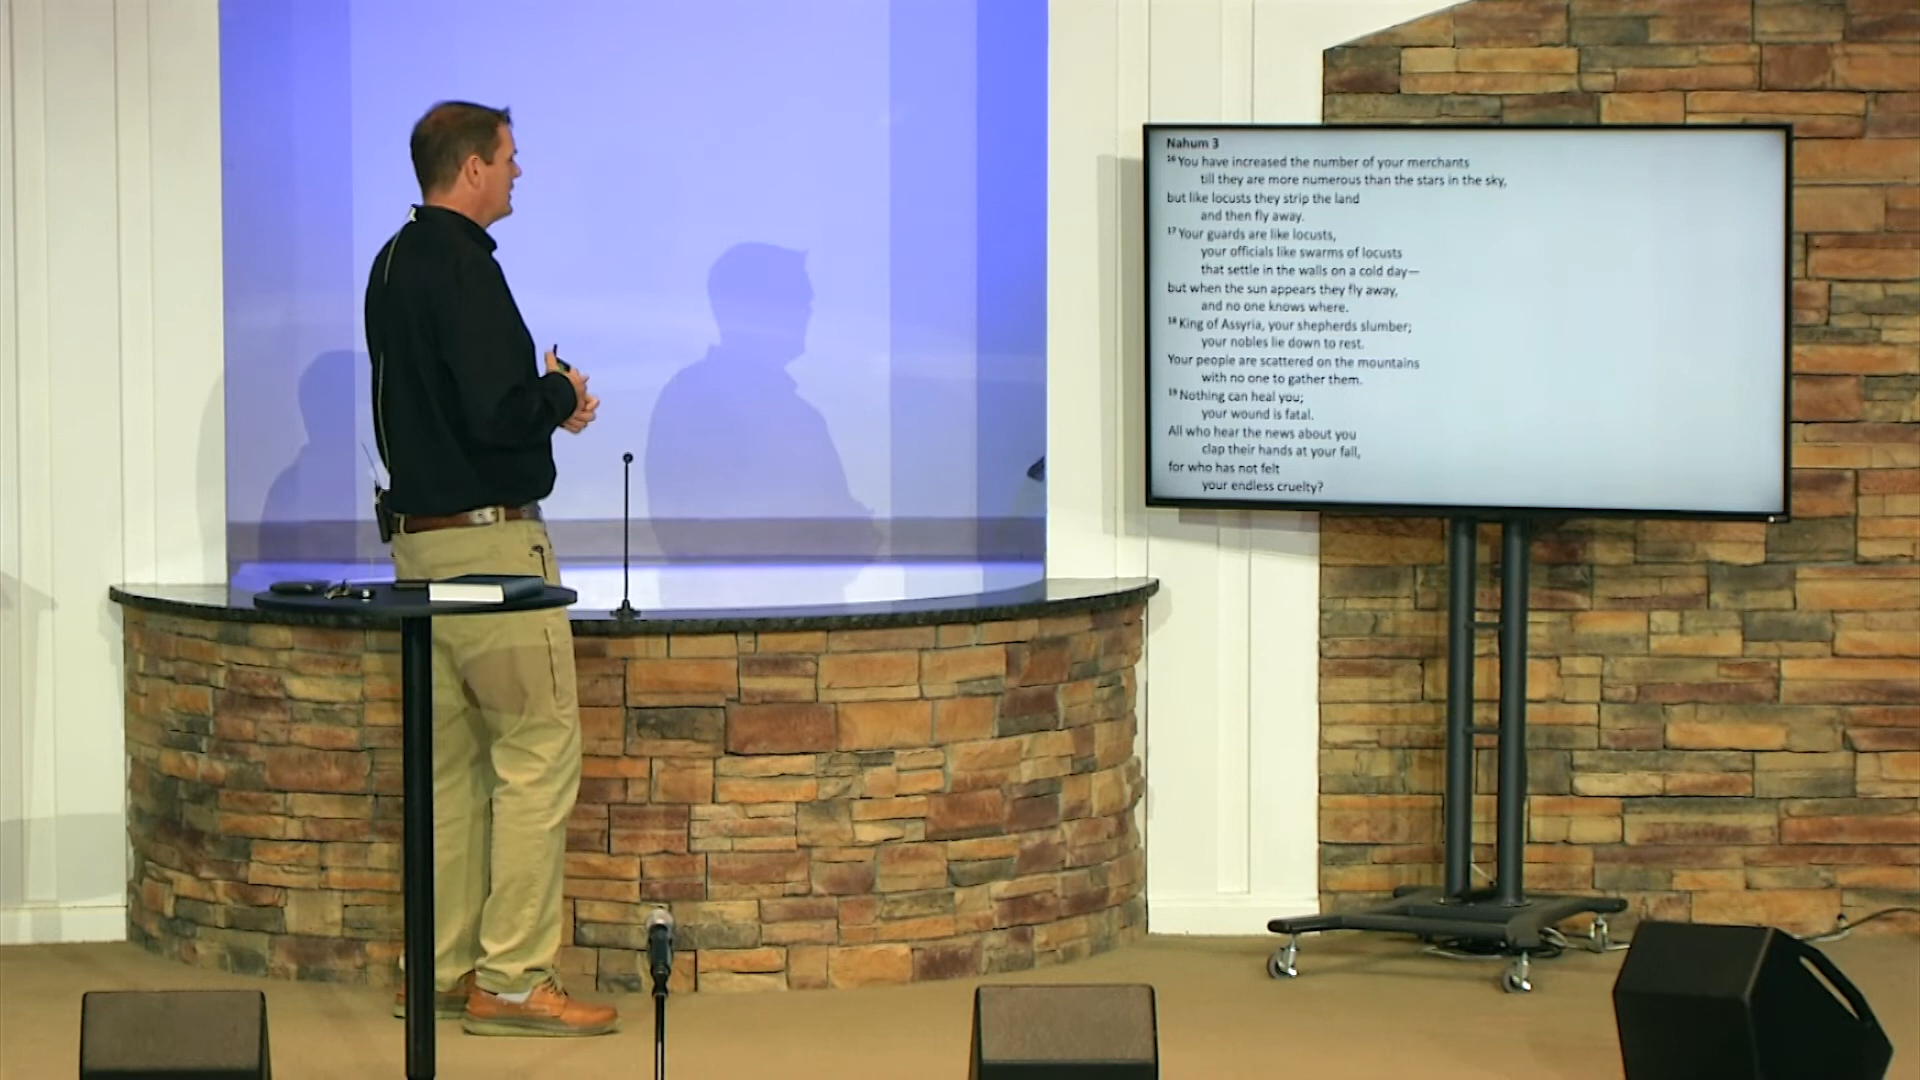 Nahum 3
16 You have increased the number of your merchants
till they are more numerous than the stars in the sky,
but like locusts they strip the land
and then fly away.
17 Your guards are like locusts,
your officials like swarms of locusts
that settle in the walls on a cold day—
but when the sun appears they fly away,
and no one knows where.
18 King of Assyria, your shepherds slumber;
your nobles lie down to rest.
Your people are scattered on the mountains
with no one to gather them.
19 Nothing can heal you;
your wound is fatal.
All who hear the news about you
clap their hands at your fall,
for who has not felt
your endless cruelty?